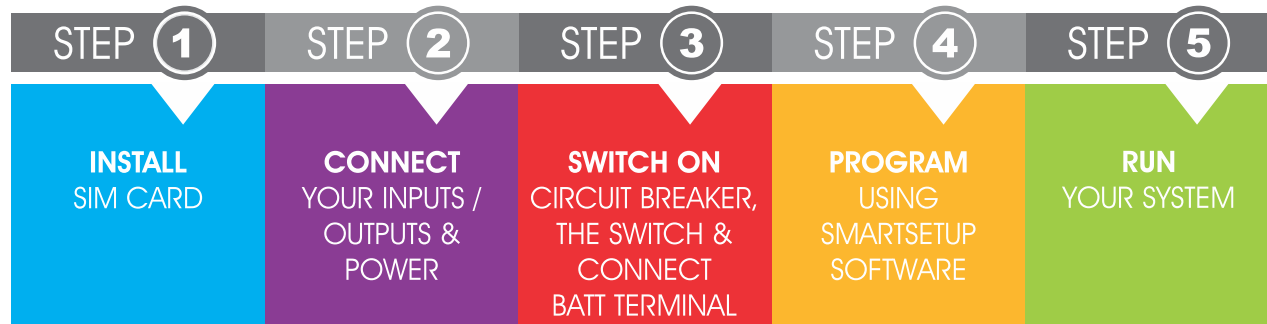 STEP 1
STEP 2
STEP 3
STEP 4
STEP 5
INSTALL
SIM CARD
CONNECT
YOUR INPUTS /
OUTPUTS &
POWER
SWITCH ON
CIRCUIT BREAKER,
THE SWITCH &
CONNECT
BATT TERMINAL
PROGRAM
USING
SMARTSETUP
SOFTWARE
RUN
YOUR SYSTEM